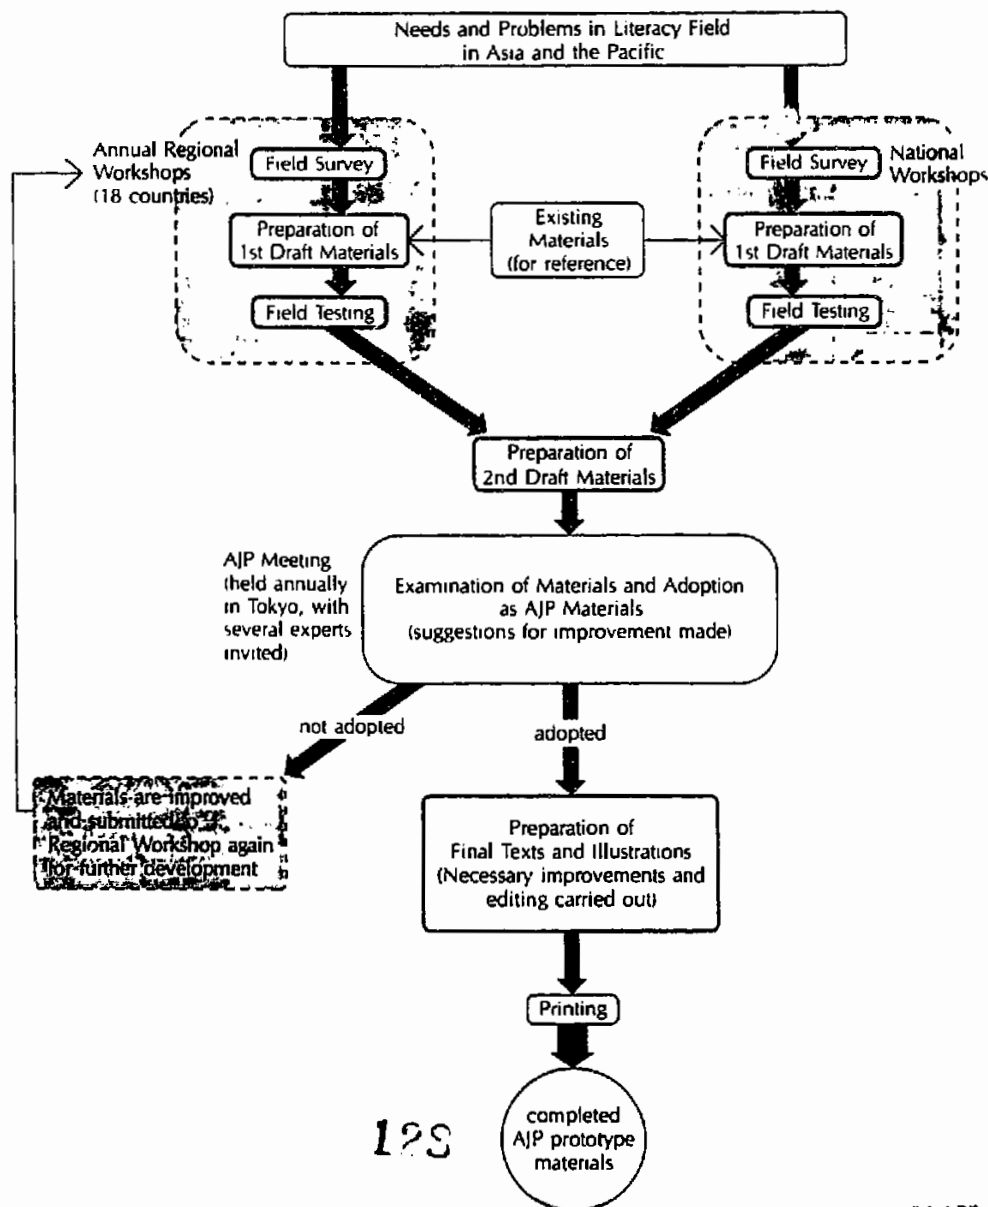 Needs and Problems in Literacy Field
in Asia and the Pacific
Annual Regional
Workshops
(18 countries)
Field Survey
Preparation of
1st Draft Materials
Field Testing
Existing
Materials
(for reference)
National
Workshops
Field Survey
Preparation of
1st Draft Materials
Field Testing
Preparation of
2nd Draft Materials
AJP Meeting
(held annually
in Tokyo, with
several experts
invited)
Examination of Materials and Adoption
as AJP Materials
(suggestions for improvement made)
not adopted
adopted
Materials are improved
and submitted to
Regional Workshop again
for further development
Preparation of
Final Texts and Illustrations
(Necessary improvements and
editing carried out)
Printing
completed
AJP prototype
materials